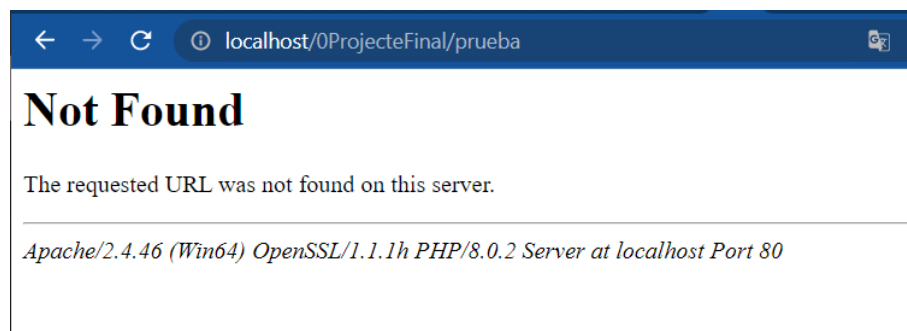 localhost/0ProjecteFinal/prueba
Not Found
The requested URL was not found on this server.
Apache/2.4.46 (Win64) OpenSSL/1.1.1h PHP/8.0.2 Server at localhost Port 80